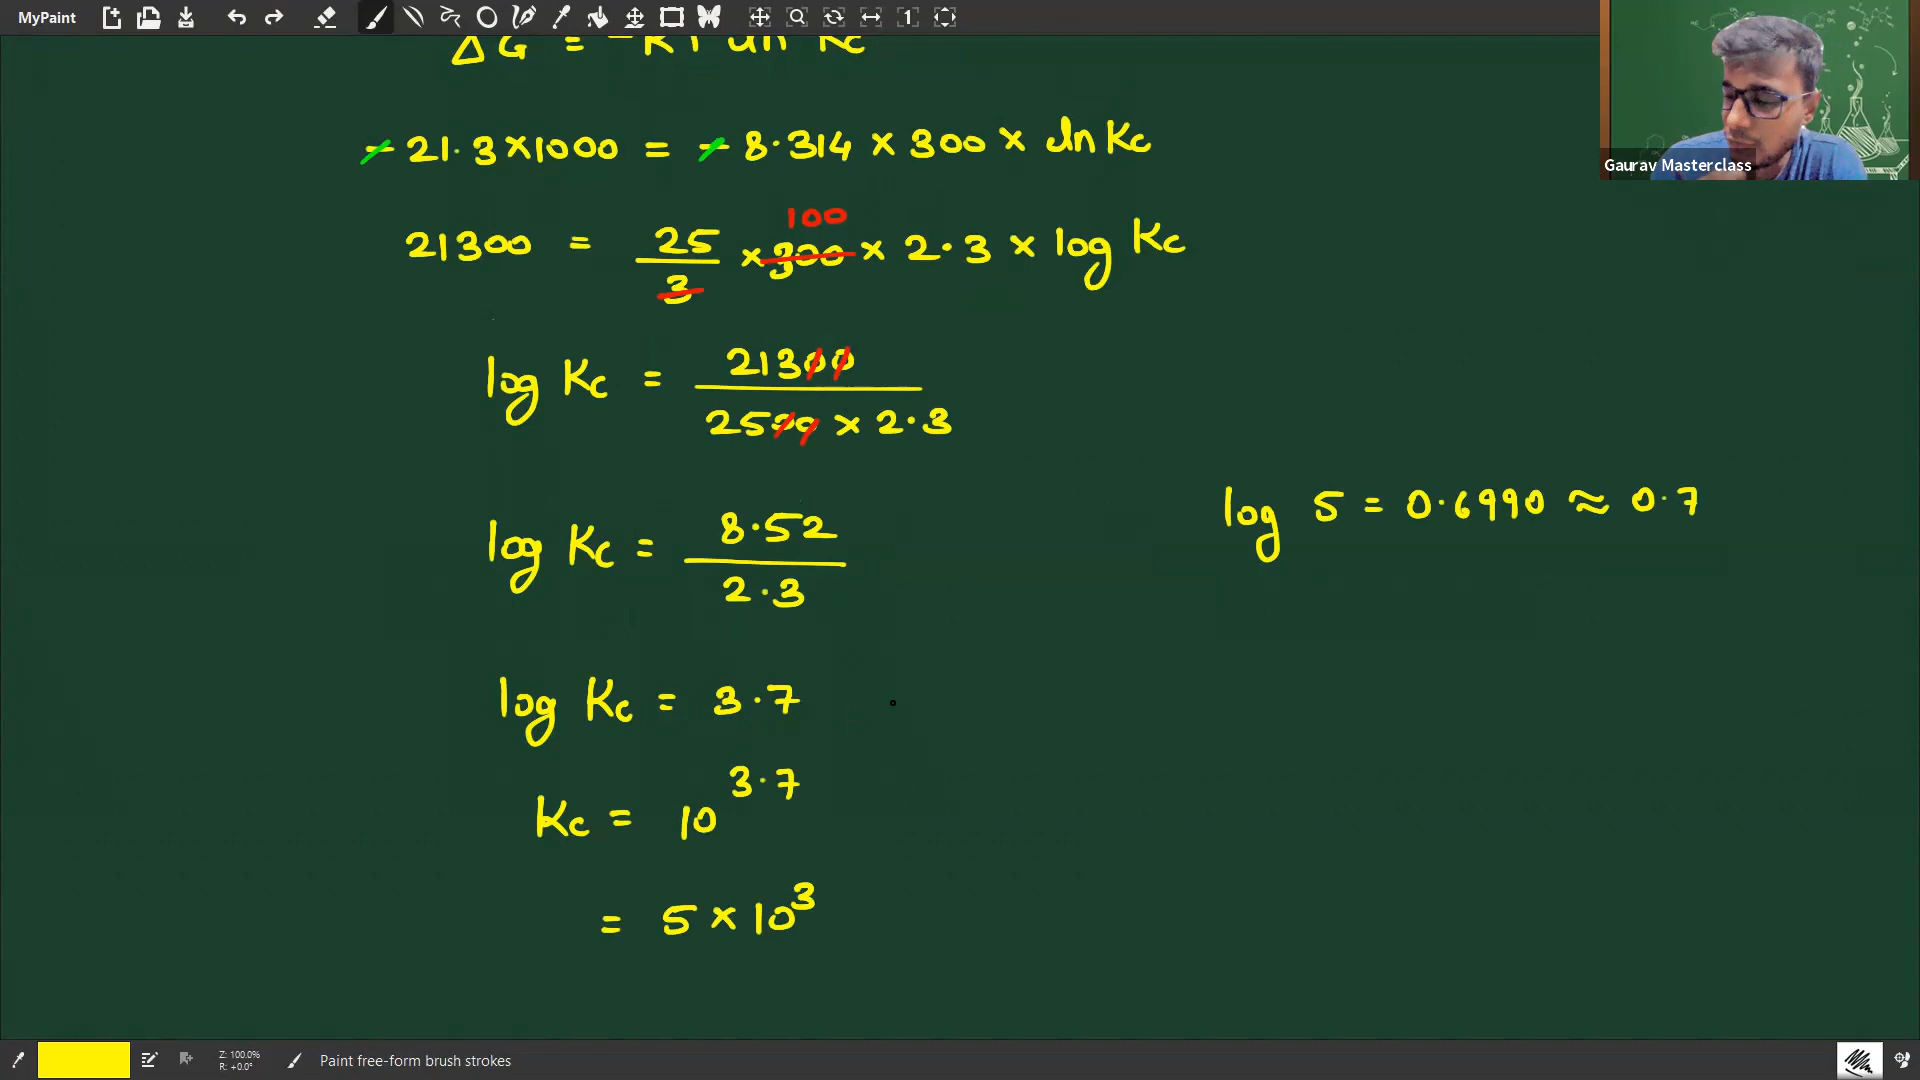 MyPaint
ΔG = -RT ln Kc
Gaurav Masterclass
- 21.3×1000 = - 8.314 × 300 × ln Kc
100
21300 = 25/3 × 300 × 2.3 × log Kc
log Kc = 21300 / 2500 × 2.3
log 5 = 0.6990 ≈ 0.7
log Kc = 8.52 / 2.3
log Kc = 3.7
Kc = 10^3.7
= 5 × 10^3
Z: 100.0%
R: +0.0°
Paint free-form brush strokes